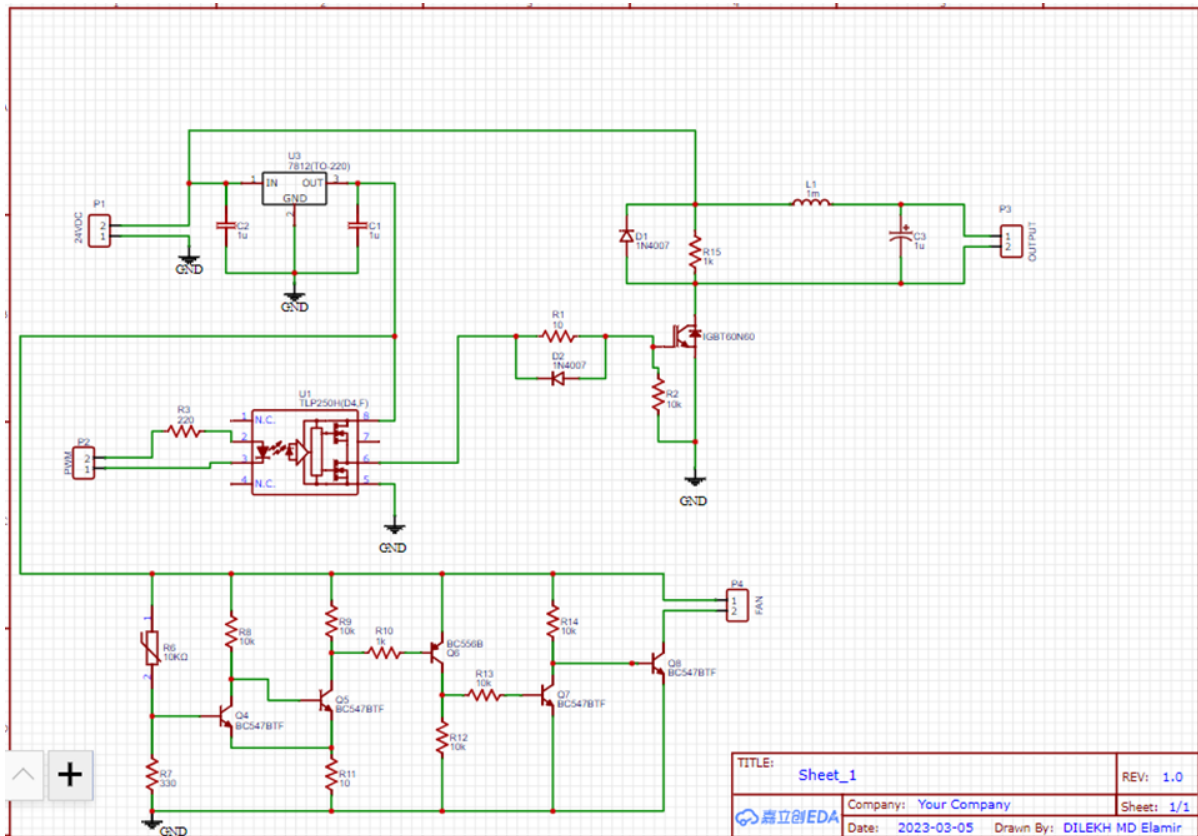 U3
7812(TO-220)
1
IN
OUT
3
GND
2
P1
24VDC
2
1
C2
1u
C1
1u
GND
GND
L1
1m
P3
1
2
OUTPUT
D1
1N4007
R15
1k
C3
1u
R1
10
D2
1N4007
IGBT60N60
R2
10k
GND
U1
TLP250H(D4,F)
R3
220
1
N.C.
8
2
7
3
6
4
N.C.
5
P2
PWM
2
1
GND
P4
1
2
FAN
1
R6
10KΩ
2
R8
10k
R9
10k
R10
1k
BC556B
Q6
R14
10k
Q8
BC547BTF
Q5
BC547BTF
R13
10k
Q7
BC547BTF
Q4
BC547BTF
R12
10k
R7
330
R11
10
GND
TITLE:
Sheet_1
REV: 1.0
嘉立创EDA
Company: Your Company
Sheet: 1/1
Date: 2023-03-05
Drawn By: DILEKH MD Elamir